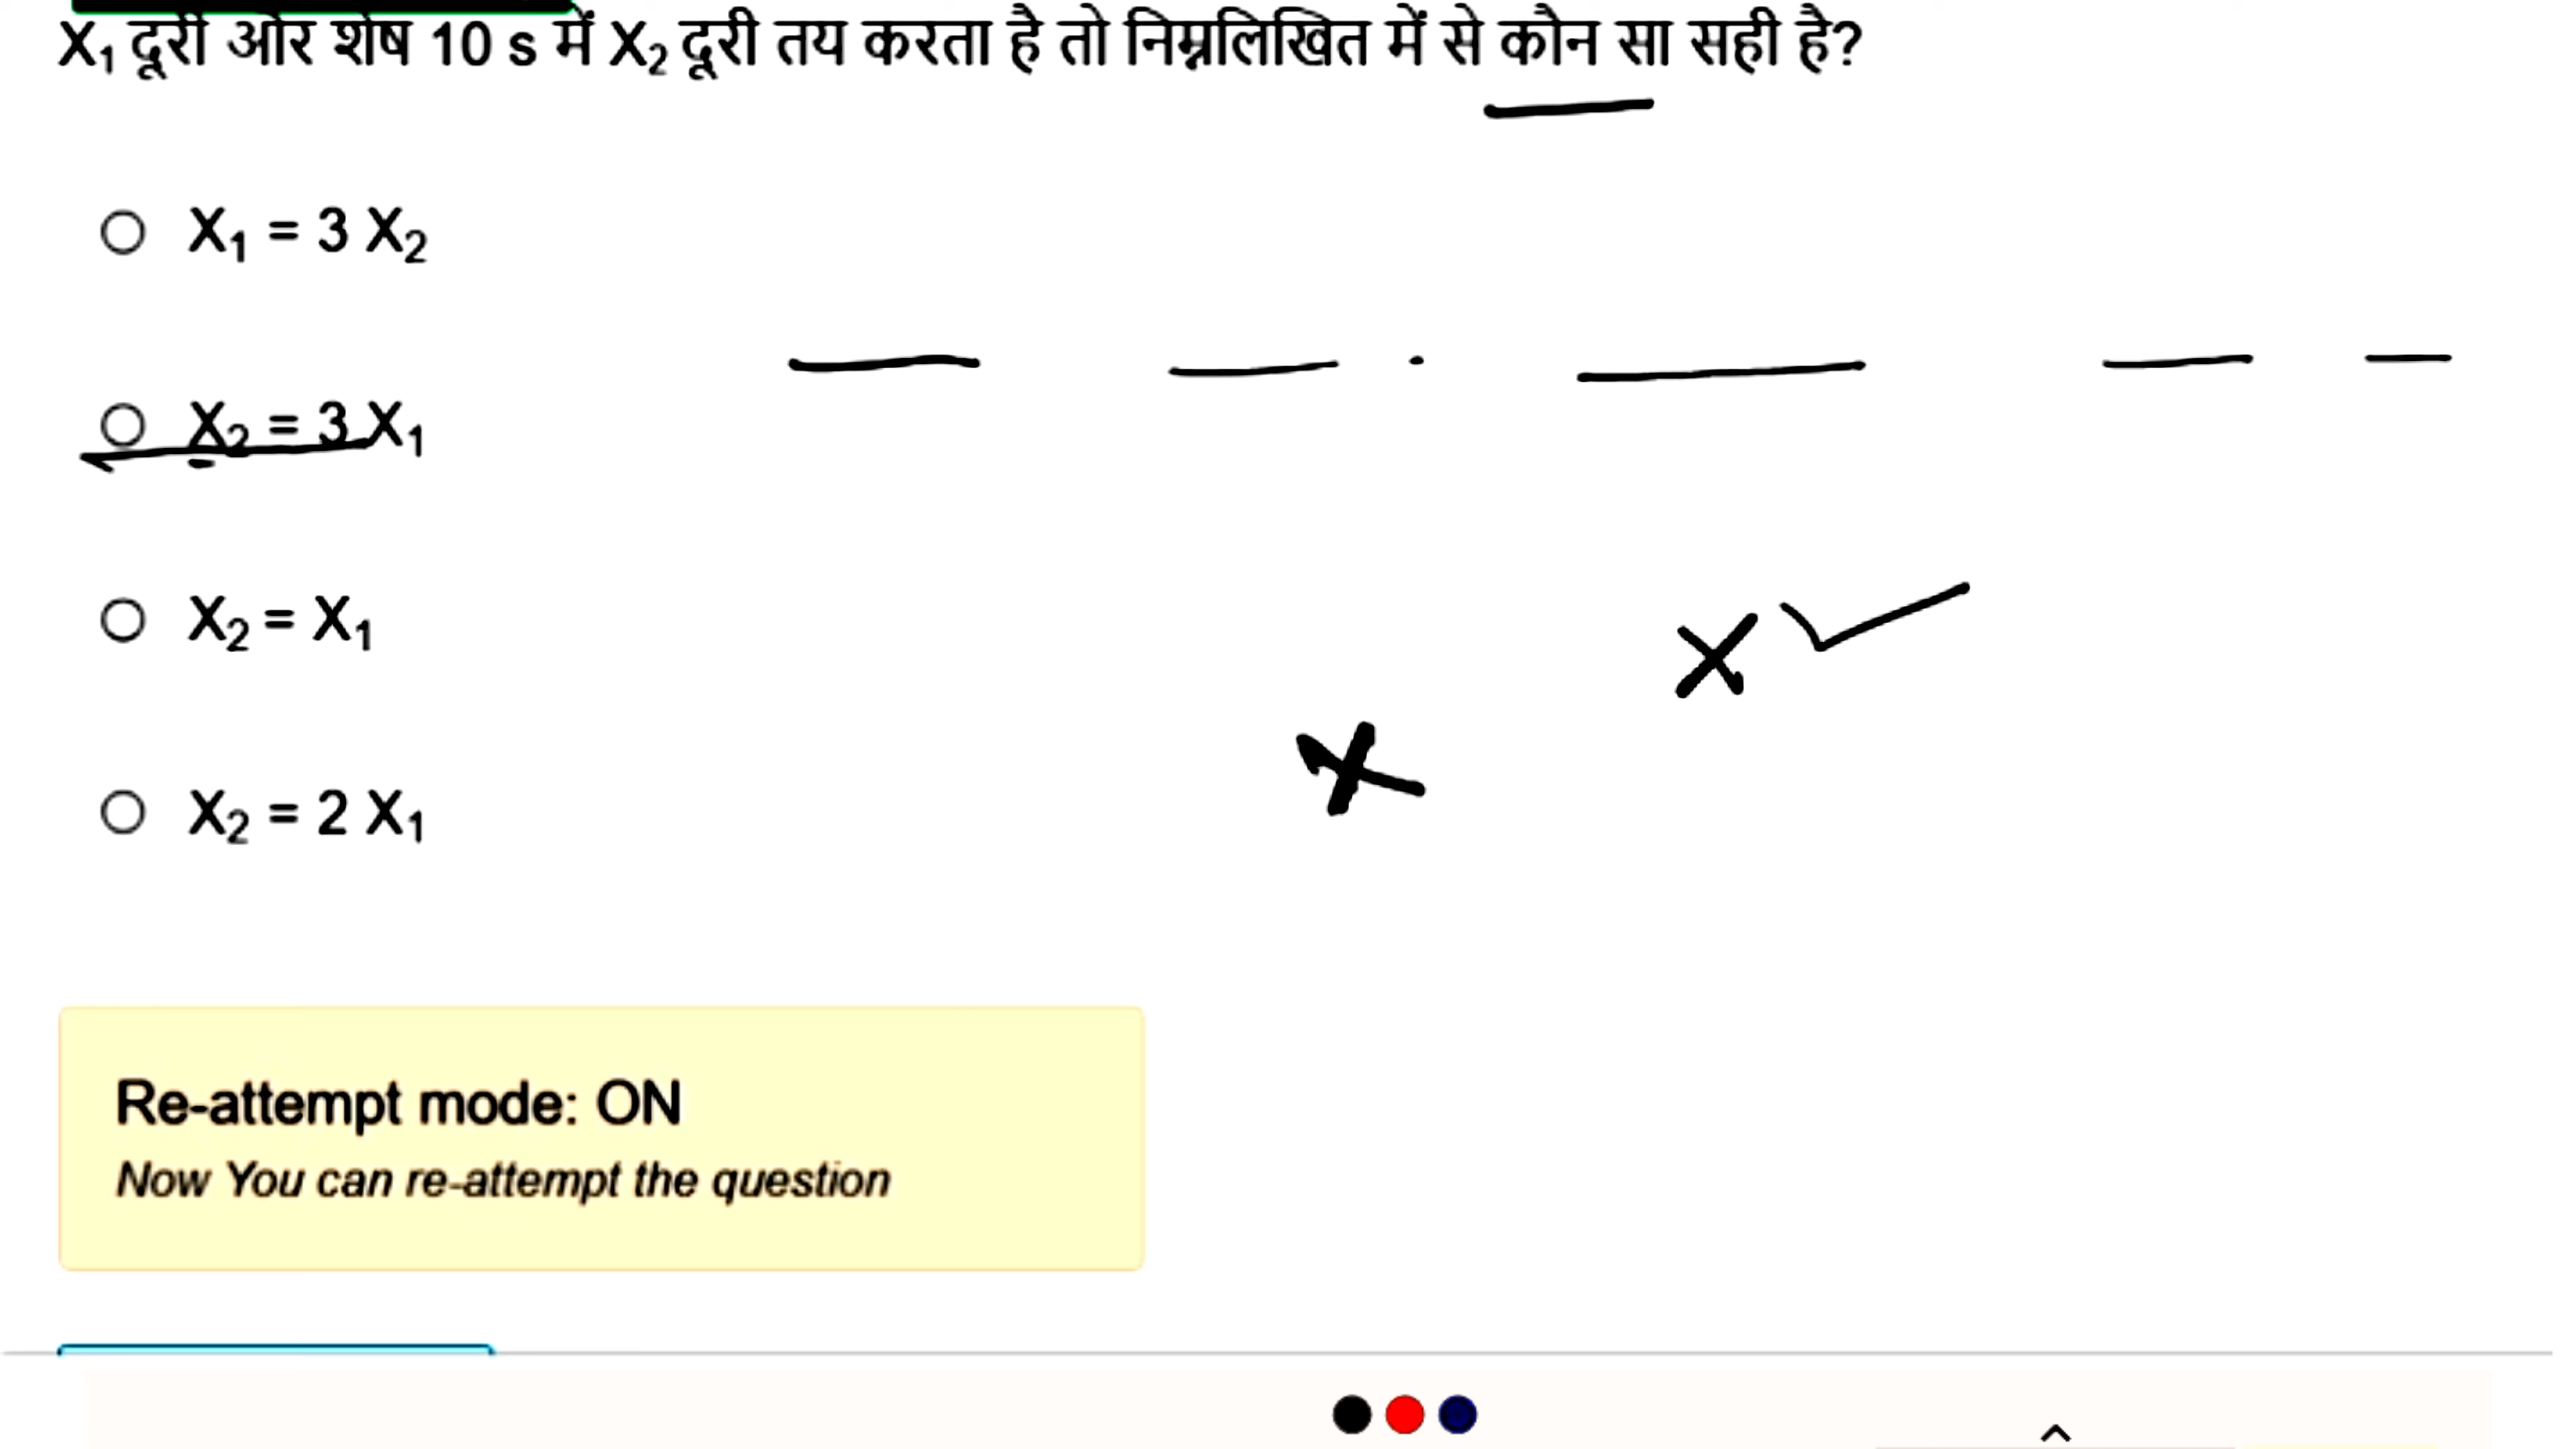 X₁ दूरी और शेष 10 s में X₂ दूरी तय करता है तो निम्नलिखित में से कौन सा सही है?
X₁ = 3 X₂
X₂ = 3 X₁
X₂ = X₁
X₂ = 2 X₁
Re-attempt mode: ON
Now You can re-attempt the question